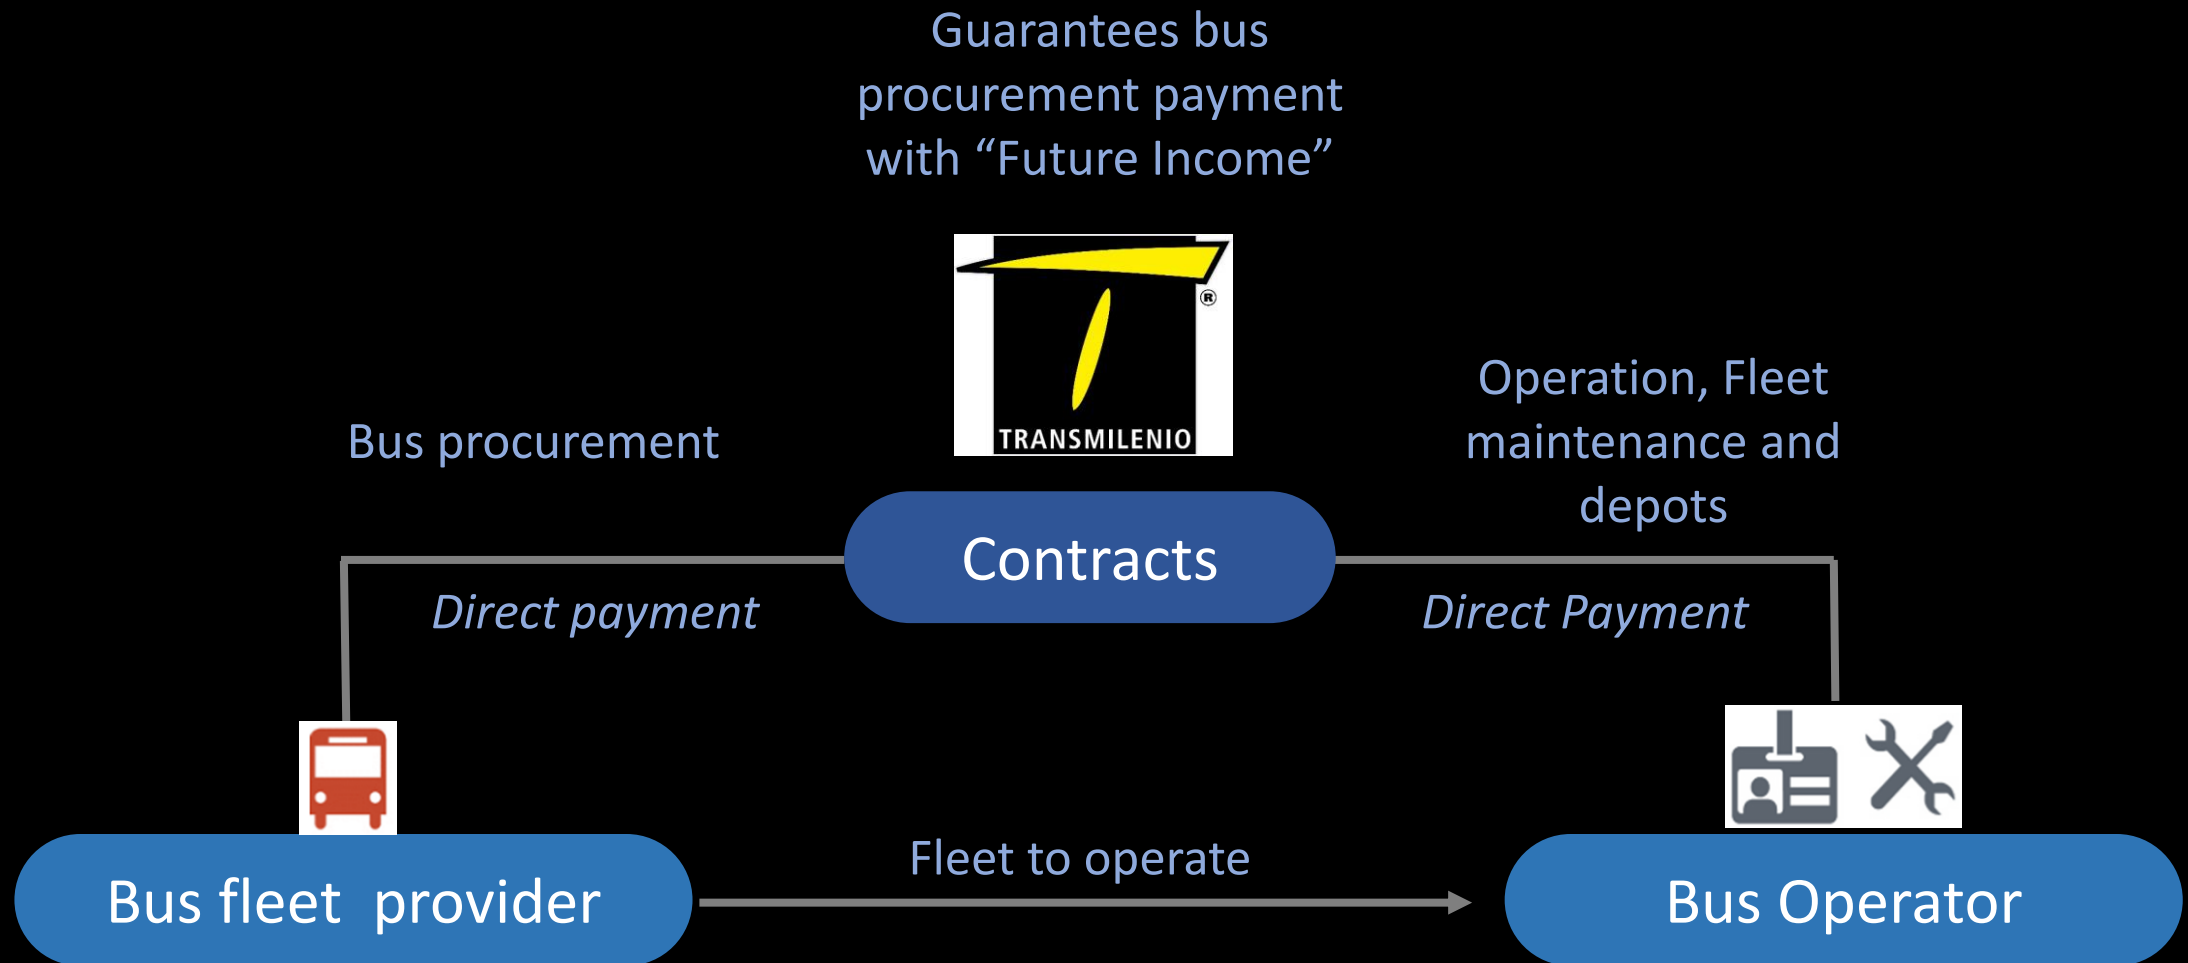 Guarantees bus
procurement payment
with “Future Income”
®
TRANSMILENIO
Bus procurement
Operation, Fleet
maintenance and
depots
Contracts
Direct payment
Direct Payment
Fleet to operate
Bus fleet  provider
Bus Operator